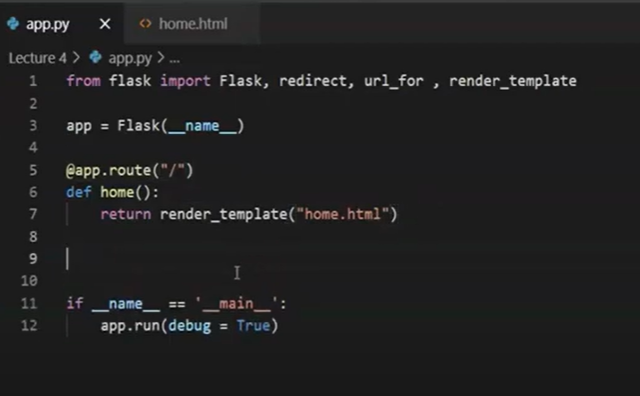 app.py × <> home.html
Lecture 4 > app.py > ...
1 from flask import Flask, redirect, url_for , render_template
2
3 app = Flask(__name__)
4
5 @app.route("/")
6 def home():
7 return render_template("home.html")
8
9
10
11 if __name__ == '__main__':
12 app.run(debug = True)